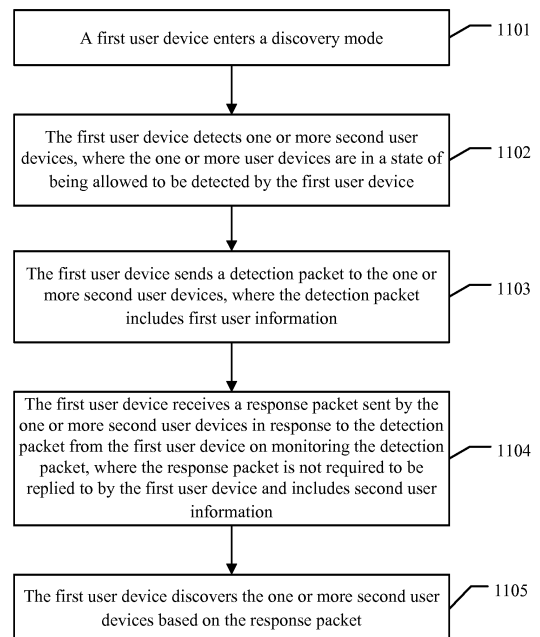 A first user device enters a discovery mode
1101
The first user device detects one or more second user
devices, where the one or more user devices are in a state of
being allowed to be detected by the first user device
1102
The first user device sends a detection packet to the one or
more second user devices, where the detection packet
includes first user information
1103
The first user device receives a response packet sent by the
one or more second user devices in response to the detection
packet from the first user device on monitoring the detection
packet, where the response packet is not required to be
replied to by the first user device and includes second user
information
1104
The first user device discovers the one or more second user
devices based on the response packet
1105